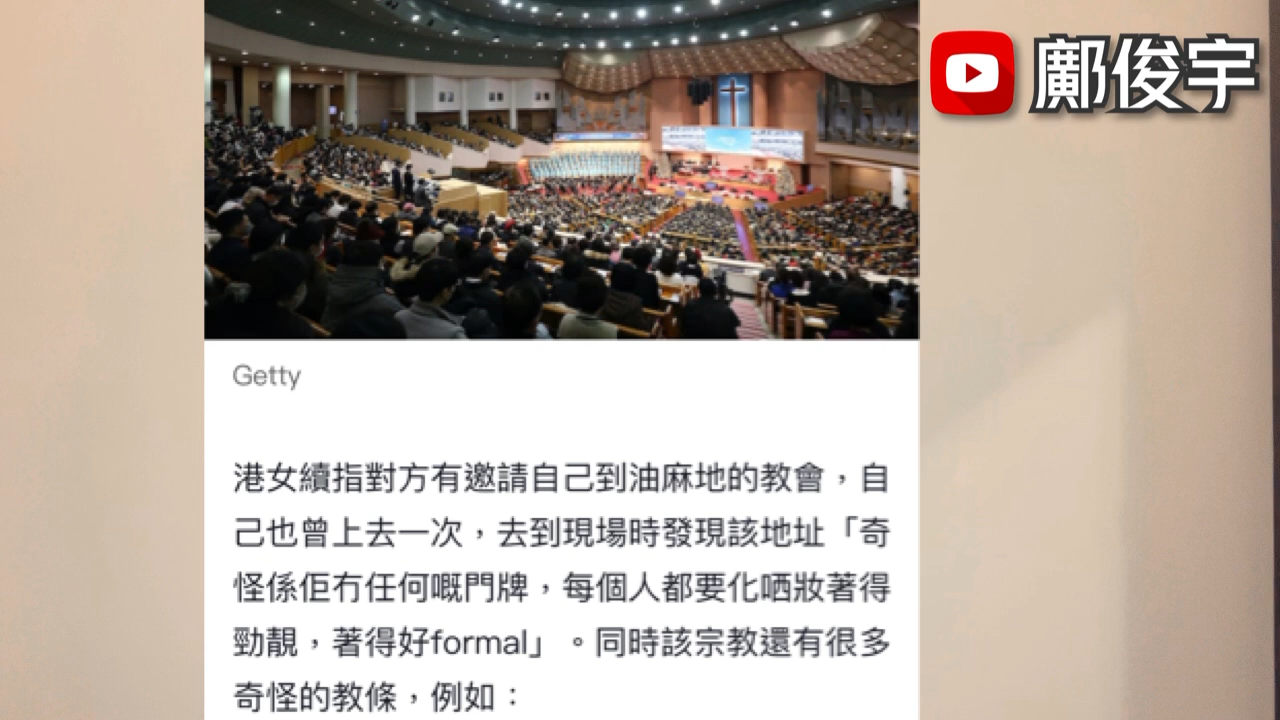 鄺俊宇
Getty
港女續指對方有邀請自己到油麻地的教會，自
己也曾上去一次，去到現場時發現該地址「奇
怪係佢冇任何嘅門牌，每個人都要化哂妝著得
勁靚，著得好formal」。同時該宗教還有很多
奇怪的教條，例如：